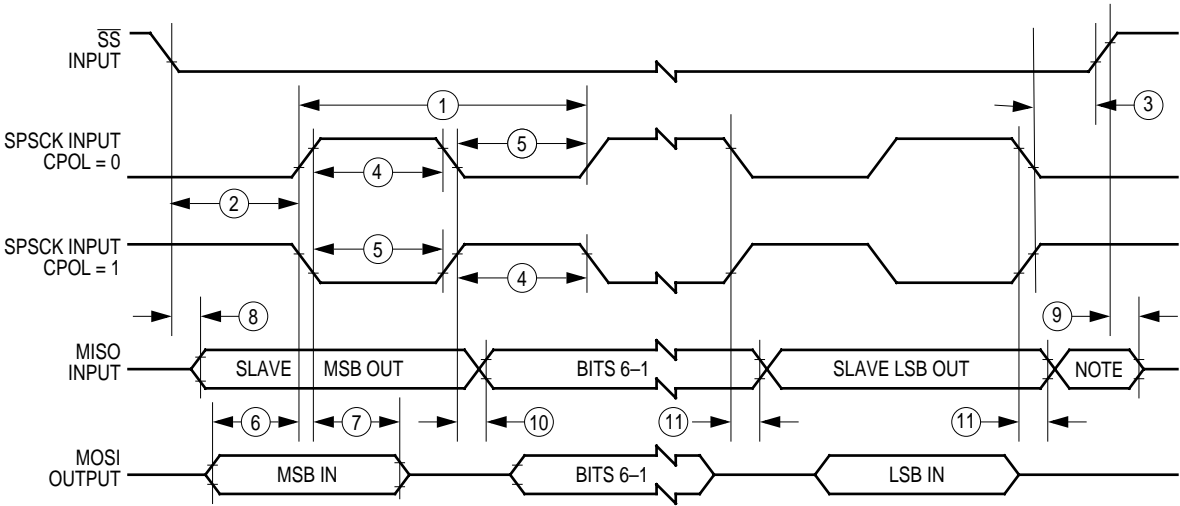 SS
INPUT
1
3
SPSCK INPUT
CPOL = 0
5
4
2
SPSCK INPUT
CPOL = 1
5
4
8
9
MISO
INPUT
SLAVE MSB OUT
BITS 6–1
SLAVE LSB OUT
NOTE
6
7
10
11
11
MOSI
OUTPUT
MSB IN
BITS 6–1
LSB IN